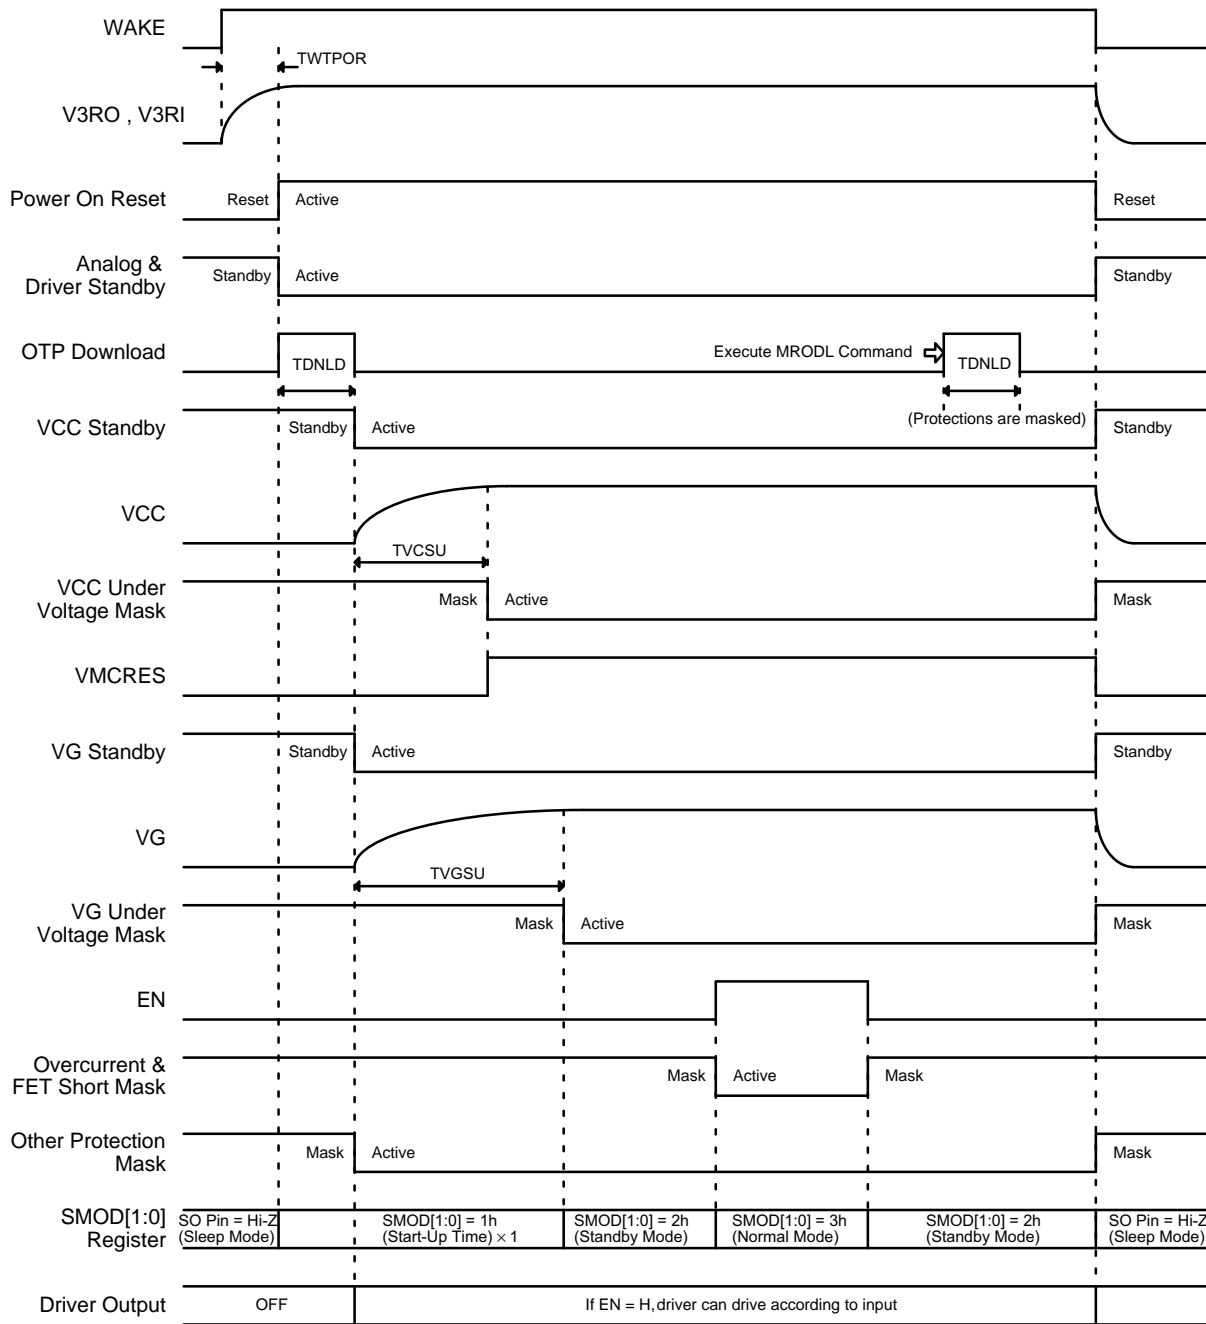 WAKE
TWTPOR
V3RO , V3RI
Power On Reset
Reset
Active
Reset
Analog &
Driver Standby
Standby
Active
Standby
OTP Download
TDNLD
Execute MRODL Command
TDNLD
(Protections are masked)
VCC Standby
Standby
Active
Standby
VCC
TVCSU
VCC Under
Voltage Mask
Mask
Active
Mask
VMCRES
VG Standby
Standby
Active
Standby
VG
TVGSU
VG Under
Voltage Mask
Mask
Active
Mask
EN
Overcurrent &
FET Short Mask
Mask
Active
Mask
Other Protection
Mask
Mask
Active
Mask
SMOD[1:0]
Register
SO Pin = Hi-Z
(Sleep Mode)
SMOD[1:0] = 1h
(Start-Up Time) × 1
SMOD[1:0] = 2h
(Standby Mode)
SMOD[1:0] = 3h
(Normal Mode)
SMOD[1:0] = 2h
(Standby Mode)
SO Pin = Hi-Z
(Sleep Mode)
Driver Output
OFF
If EN = H, driver can drive according to input